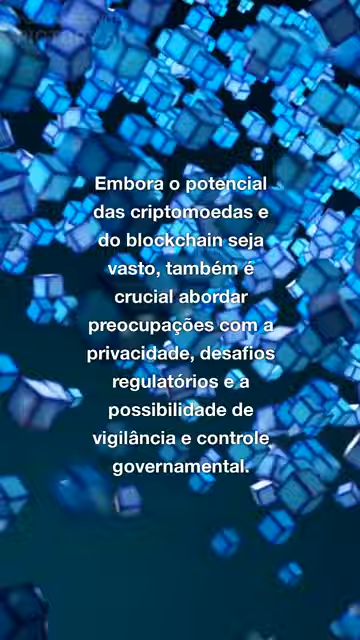 Embora o potencial
das criptomoedas e
do blockchain seja
vasto, também é
crucial abordar
preocupações com a
privacidade, desafios
regulatórios e a
possibilidade de
vigilância e controle
governamental.